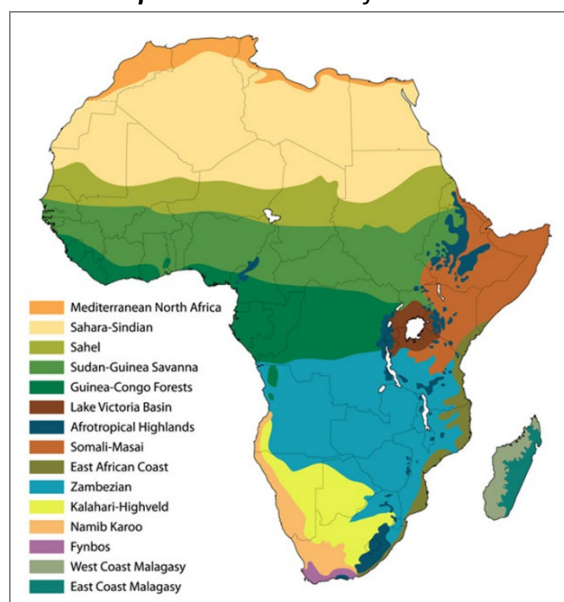 Mediterranean North Africa
Sahara-Sindian
Sahel
Sudan-Guinea Savanna
Guinea-Congo Forests
Lake Victoria Basin
Afrotropical Highlands
Somali-Masai
East African Coast
Zambezian
Kalahari-Highveld
Namib Karoo
Fynbos
West Coast Malagasy
East Coast Malagasy